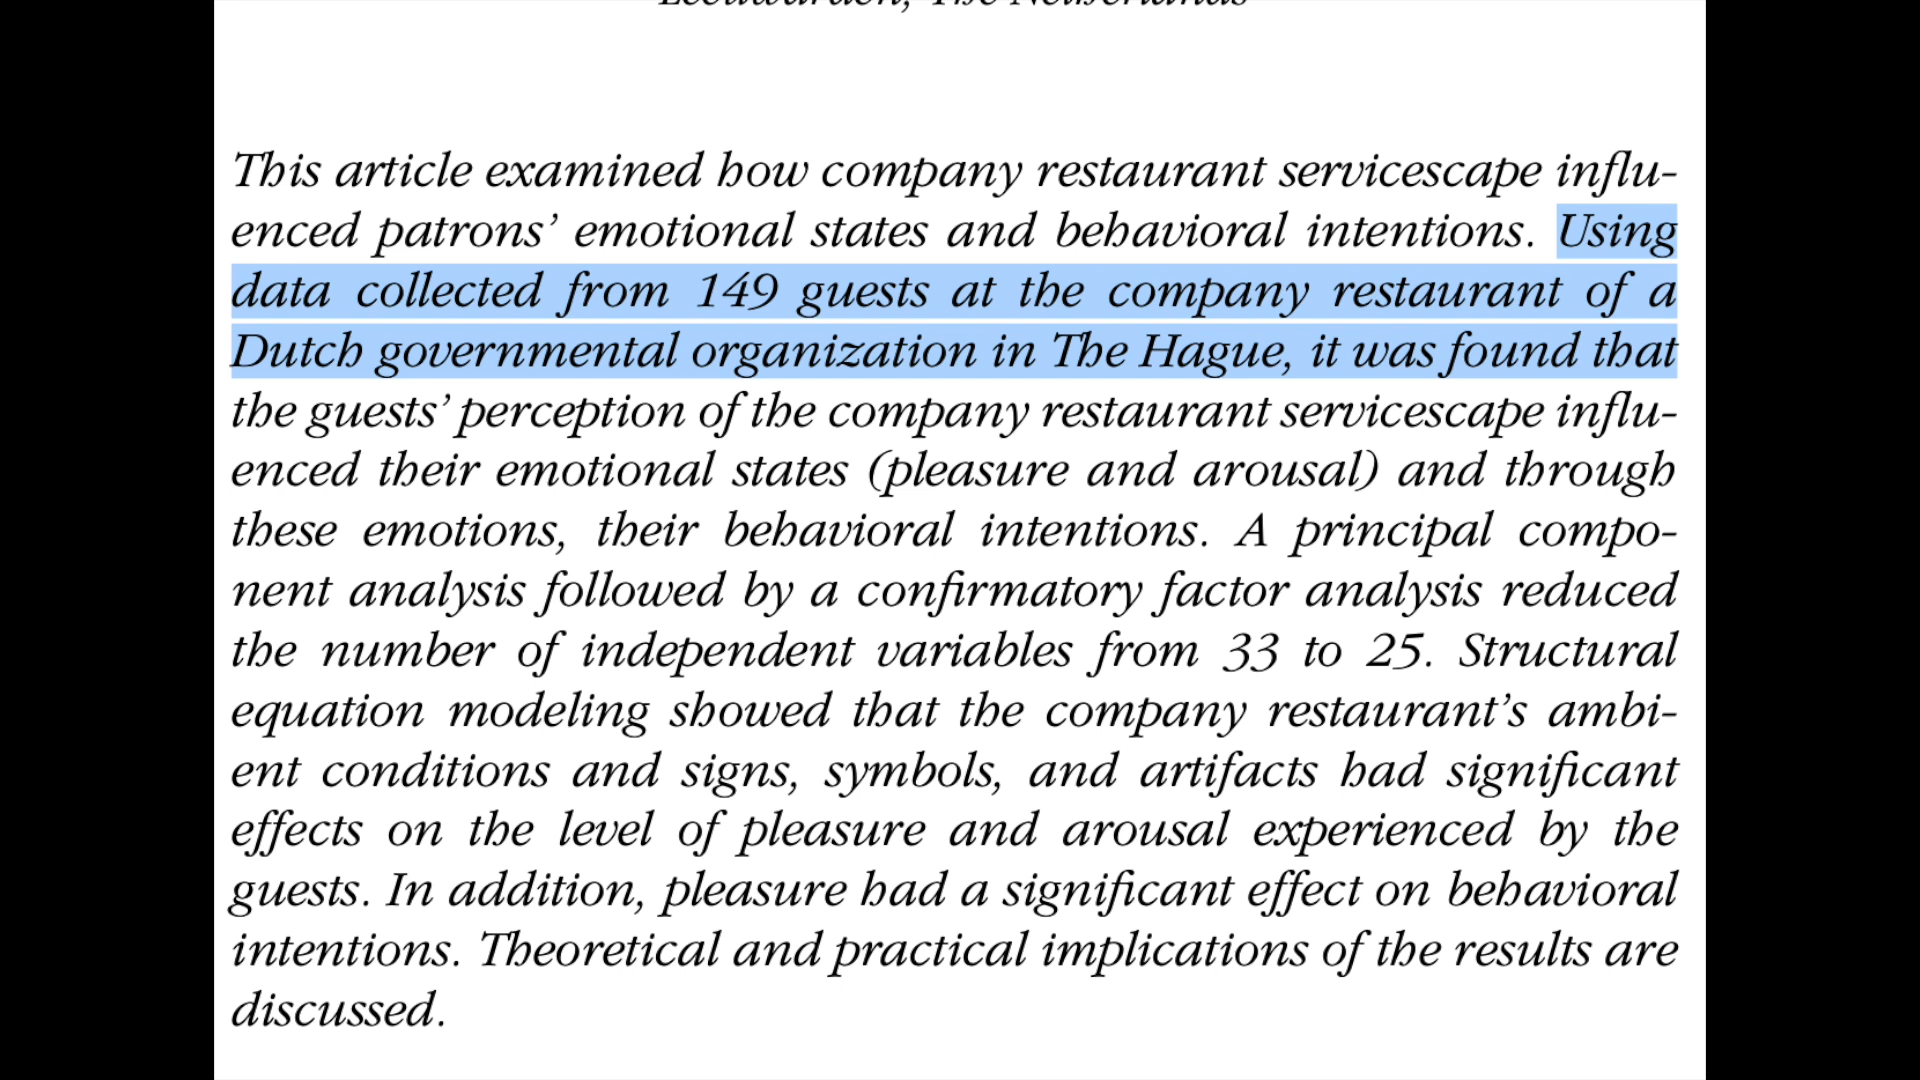 Leeuwarden, The Netherlands
This article examined how company restaurant servicescape influ-
enced patrons’ emotional states and behavioral intentions. Using
data collected from 149 guests at the company restaurant of a
Dutch governmental organization in The Hague, it was found that
the guests’ perception of the company restaurant servicescape influ-
enced their emotional states (pleasure and arousal) and through
these emotions, their behavioral intentions. A principal compo-
nent analysis followed by a confirmatory factor analysis reduced
the number of independent variables from 33 to 25. Structural
equation modeling showed that the company restaurant’s ambi-
ent conditions and signs, symbols, and artifacts had significant
effects on the level of pleasure and arousal experienced by the
guests. In addition, pleasure had a significant effect on behavioral
intentions. Theoretical and practical implications of the results are
discussed.